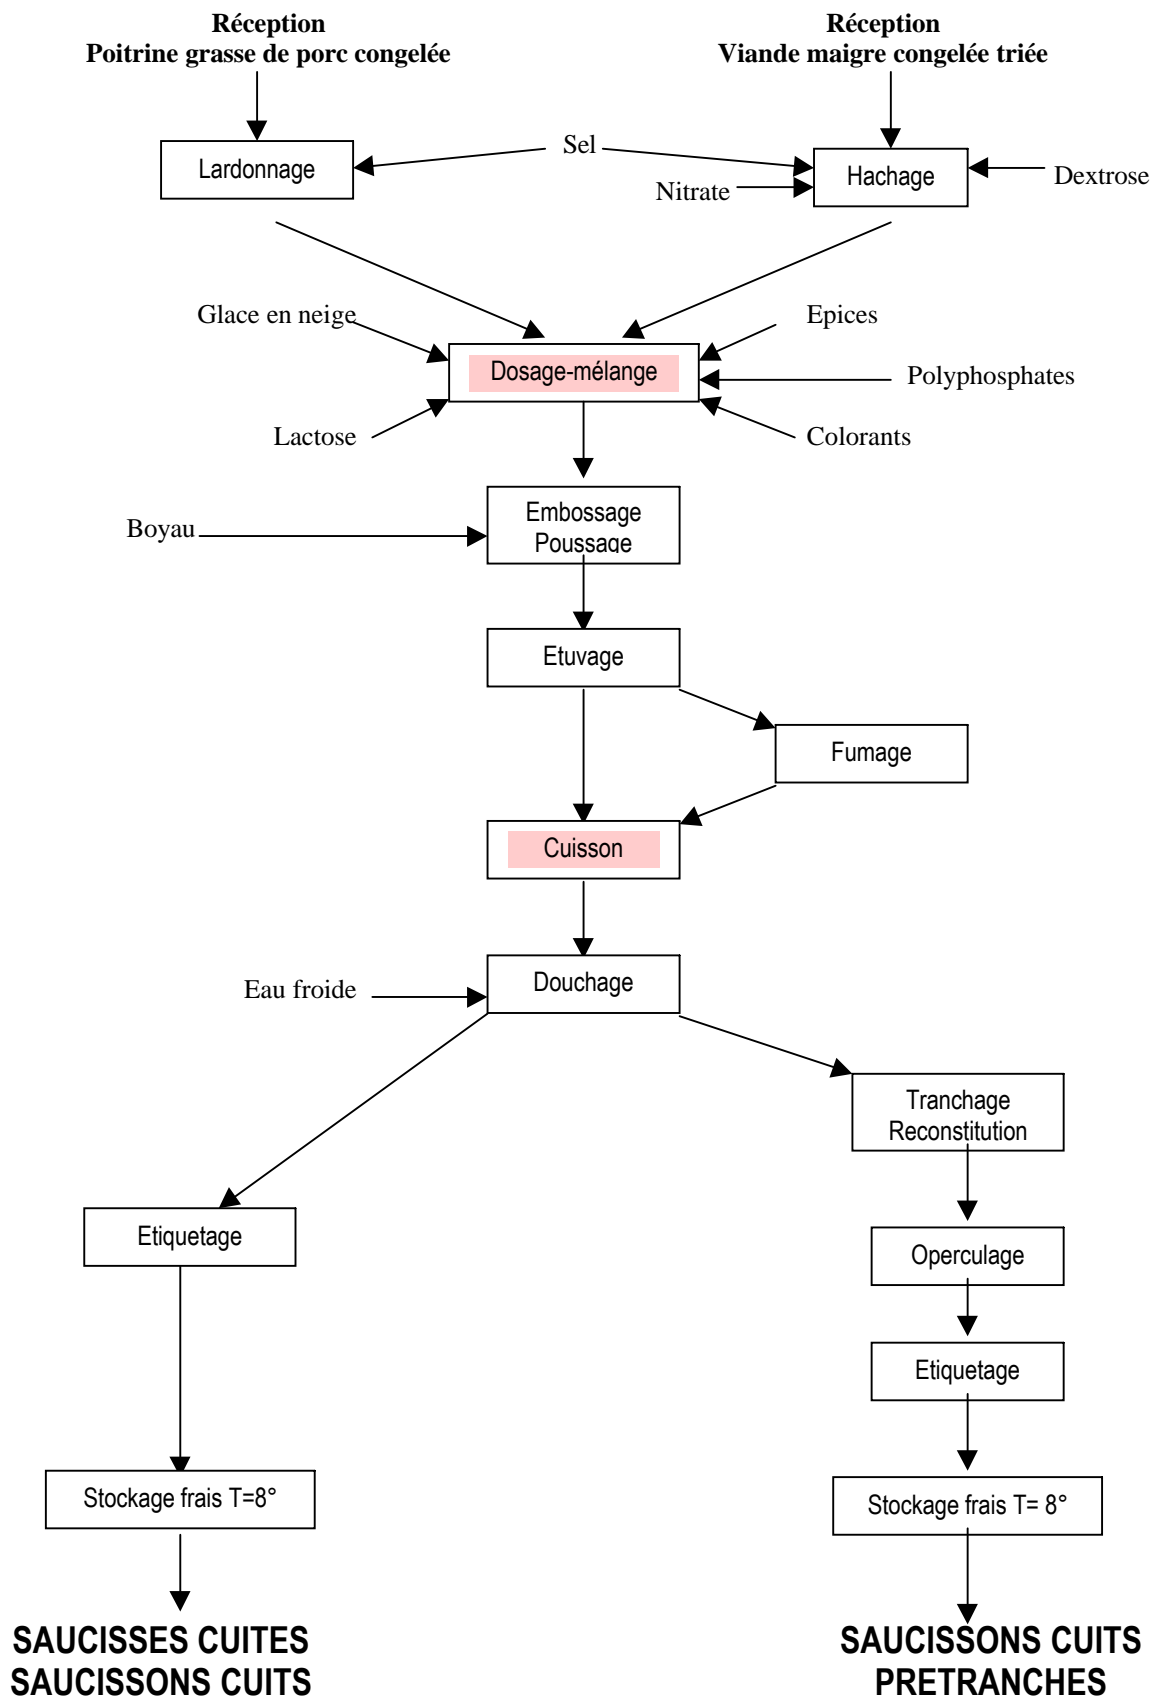 Réception
Poitrine grasse de porc congelée
Réception
Viande maigre congelée triée
Lardonnage
Sel
Nitrate
Hachage
Dextrose
Glace en neige
Epices
Dosage-mélange
Polyphosphates
Lactose
Colorants
Boyau
Embossage
Poussage
Etuvage
Fumage
Cuisson
Eau froide
Douchage
Tranchage
Reconstitution
Etiquetage
Operculage
Etiquetage
Stockage frais T=8°
Stockage frais T= 8°
SAUCISSES CUITES
SAUCISSONS CUITS
SAUCISSONS CUITS
PRETRANCHES